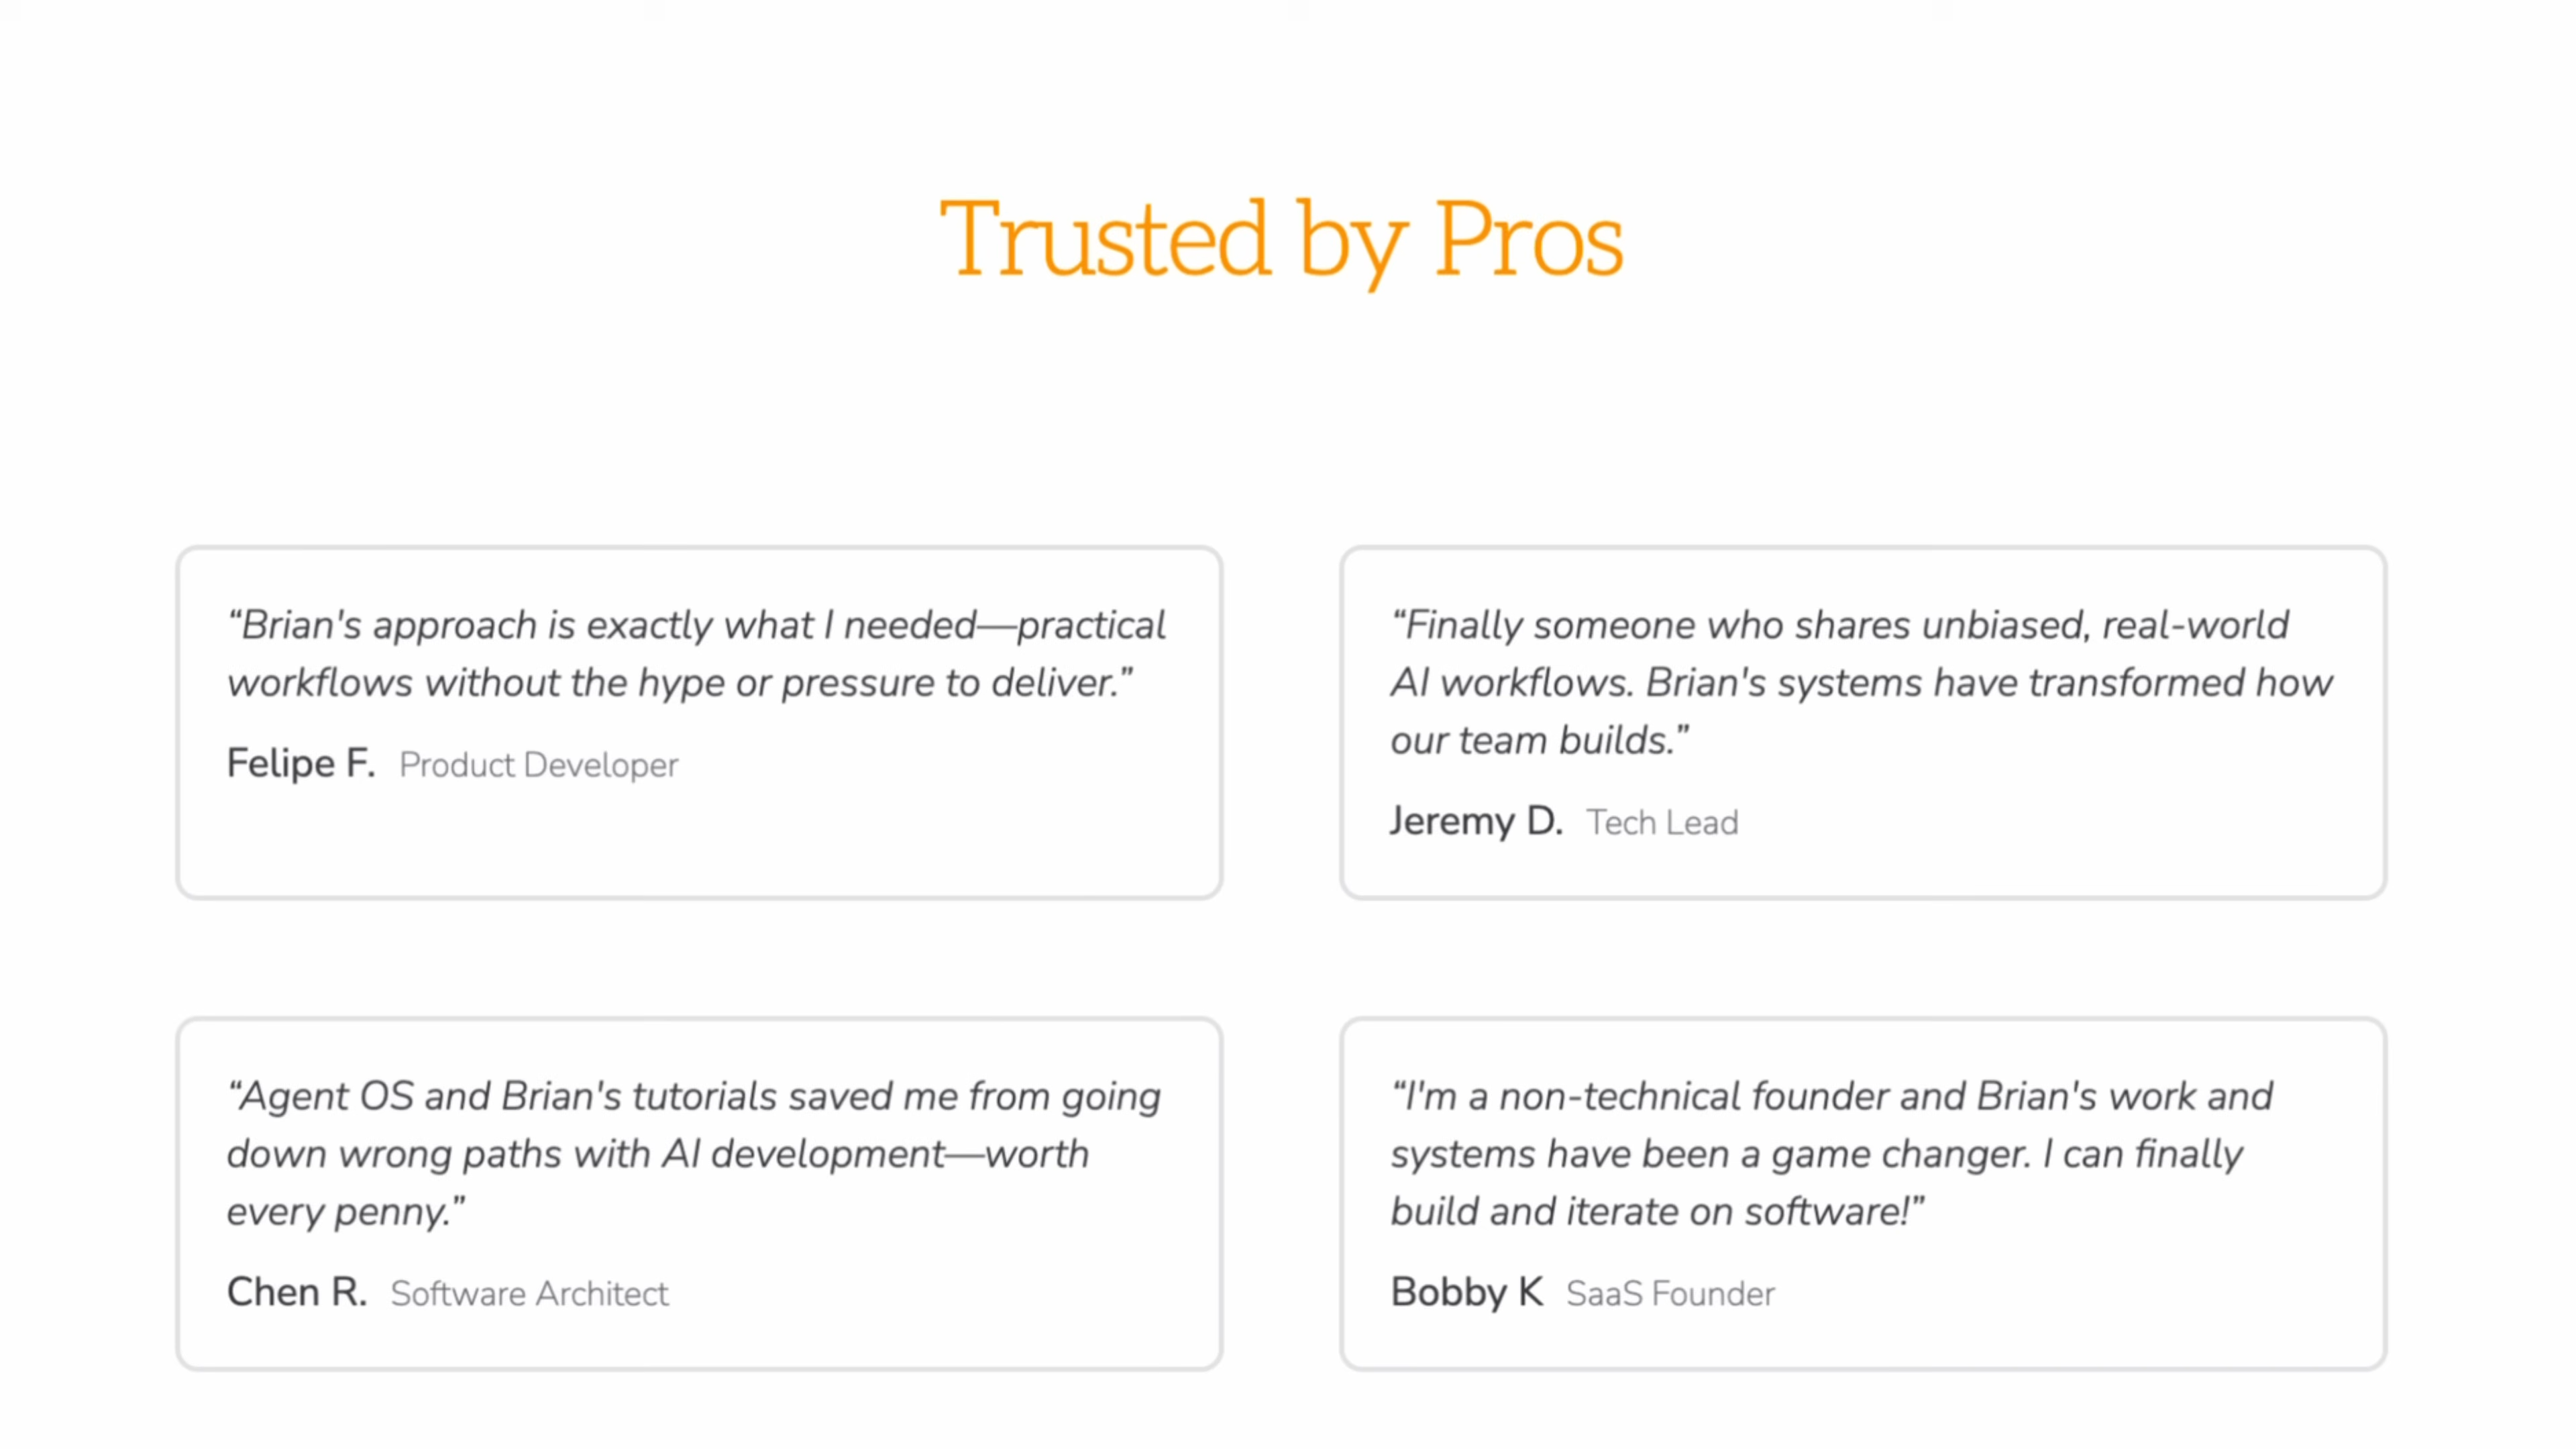 Trusted by Pros
“Brian's approach is exactly what I needed—practical
workflows without the hype or pressure to deliver.”
Felipe F. Product Developer
“Finally someone who shares unbiased, real-world
AI workflows. Brian's systems have transformed how
our team builds.”
Jeremy D. Tech Lead
“Agent OS and Brian's tutorials saved me from going
down wrong paths with AI development—worth
every penny.”
Chen R. Software Architect
“I'm a non-technical founder and Brian's work and
systems have been a game changer. I can finally
build and iterate on software!”
Bobby K SaaS Founder